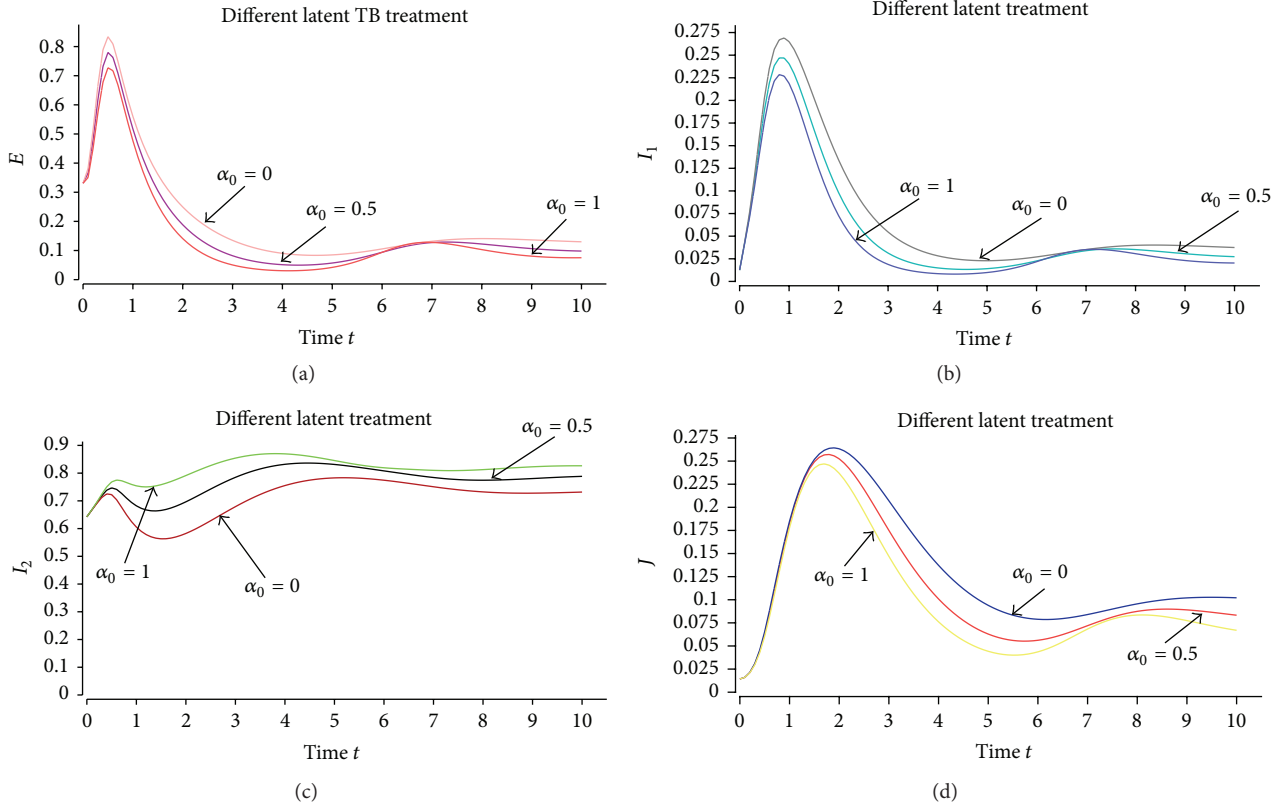 Different latent TB treatment
0.8
0.7
0.6
0.5
0.4
0.3
0.2
0.1
0
E
α₀ = 0
α₀ = 0.5
α₀ = 1
0 1 2 3 4 5 6 7 8 9 10
Time t
(a)
Different latent treatment
0.275
0.25
0.225
0.2
0.175
0.15
0.125
0.1
0.075
0.05
0.025
0
I₁
α₀ = 1
α₀ = 0
α₀ = 0.5
0 1 2 3 4 5 6 7 8 9 10
Time t
(b)
Different latent treatment
0.9
0.8
0.7
0.6
0.5
0.4
0.3
0.2
0.1
0
I₂
α₀ = 0.5
α₀ = 1
α₀ = 0
0 1 2 3 4 5 6 7 8 9 10
Time t
(c)
Different latent treatment
0.275
0.25
0.225
0.2
0.175
0.15
0.125
0.1
0.075
0.05
0.025
0
J
α₀ = 1
α₀ = 0
α₀ = 0.5
0 1 2 3 4 5 6 7 8 9 10
Time t
(d)